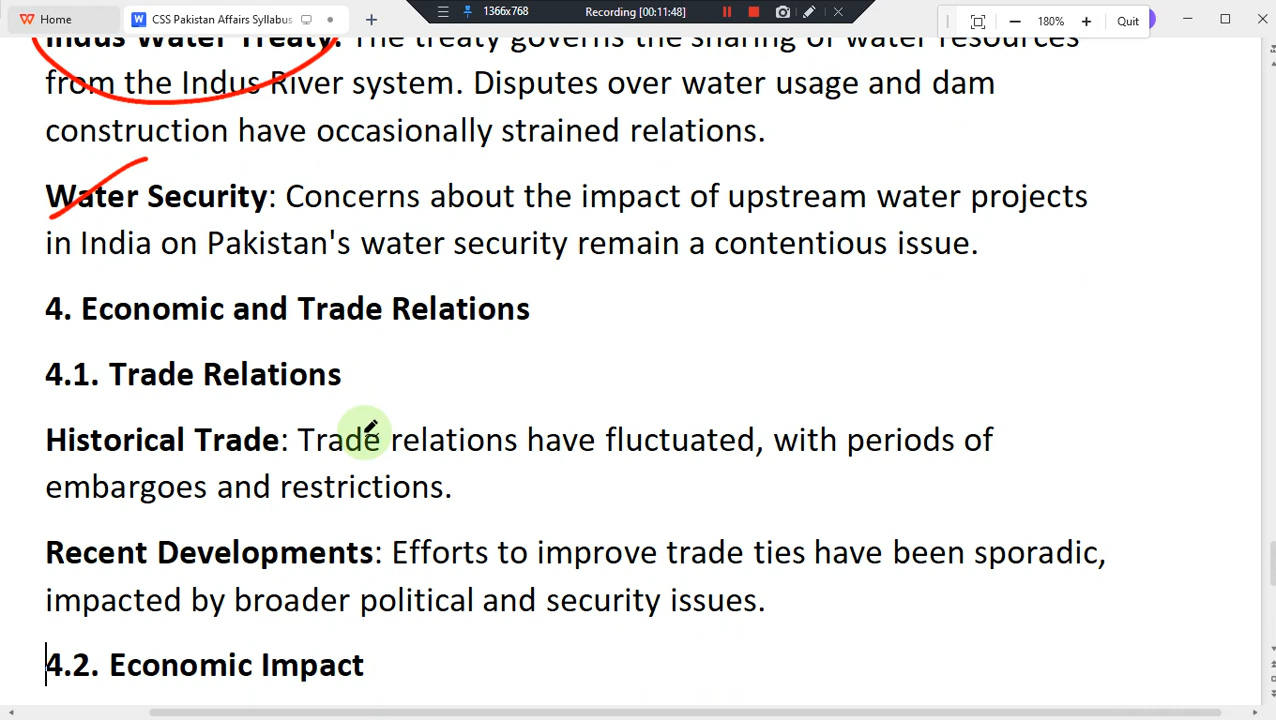 Home
CSS Pakistan Affairs Syllabus
1366x768
Recording [00:11:48]
180%
Quit
Indus Water Treaty: The treaty governs the sharing of water resources
from the Indus River system. Disputes over water usage and dam
construction have occasionally strained relations.
Water Security: Concerns about the impact of upstream water projects
in India on Pakistan's water security remain a contentious issue.
4. Economic and Trade Relations
4.1. Trade Relations
Historical Trade: Trade relations have fluctuated, with periods of
embargoes and restrictions.
Recent Developments: Efforts to improve trade ties have been sporadic,
impacted by broader political and security issues.
4.2. Economic Impact